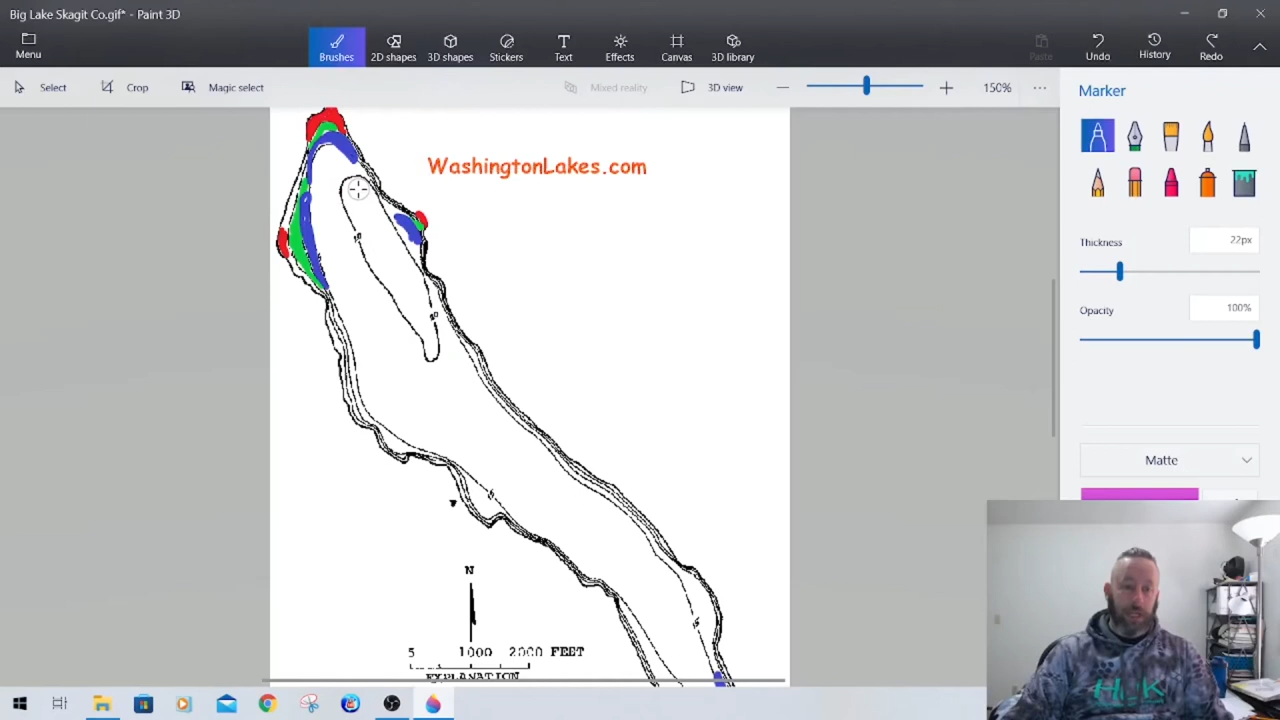 Big Lake Skagit Co.gif* - Paint 3D
Menu
Brushes
2D shapes
3D shapes
Stickers
Text
Effects
Canvas
3D library
Paste
Undo
History
Redo
Select
Crop
Magic select
Mixed reality
3D view
150%
Marker
WashingtonLakes.com
Thickness
22px
Opacity
100%
Matte
N
5 1000 2000 FEET
EXPLANATION